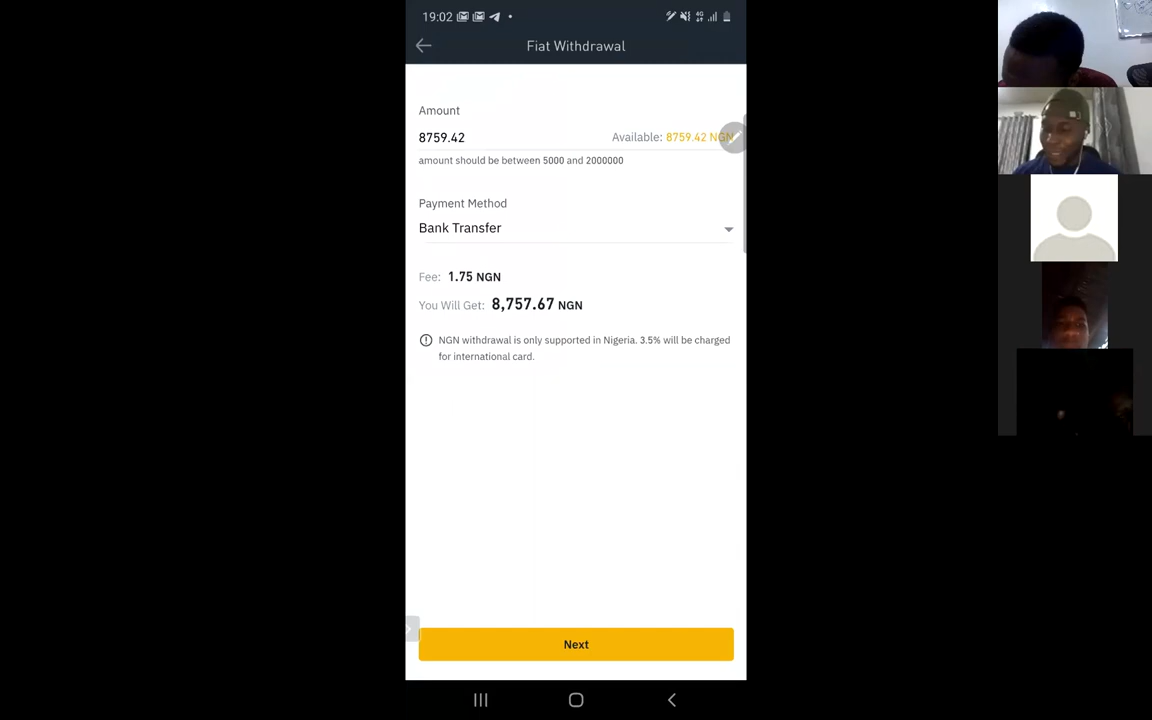 19:02
Fiat Withdrawal
Amount
8759.42
Available: 8759.42 NGN
amount should be between 5000 and 2000000
Payment Method
Bank Transfer
Fee: 1.75 NGN
You Will Get: 8,757.67 NGN
NGN withdrawal is only supported in Nigeria. 3.5% will be charged
for international card.
Next